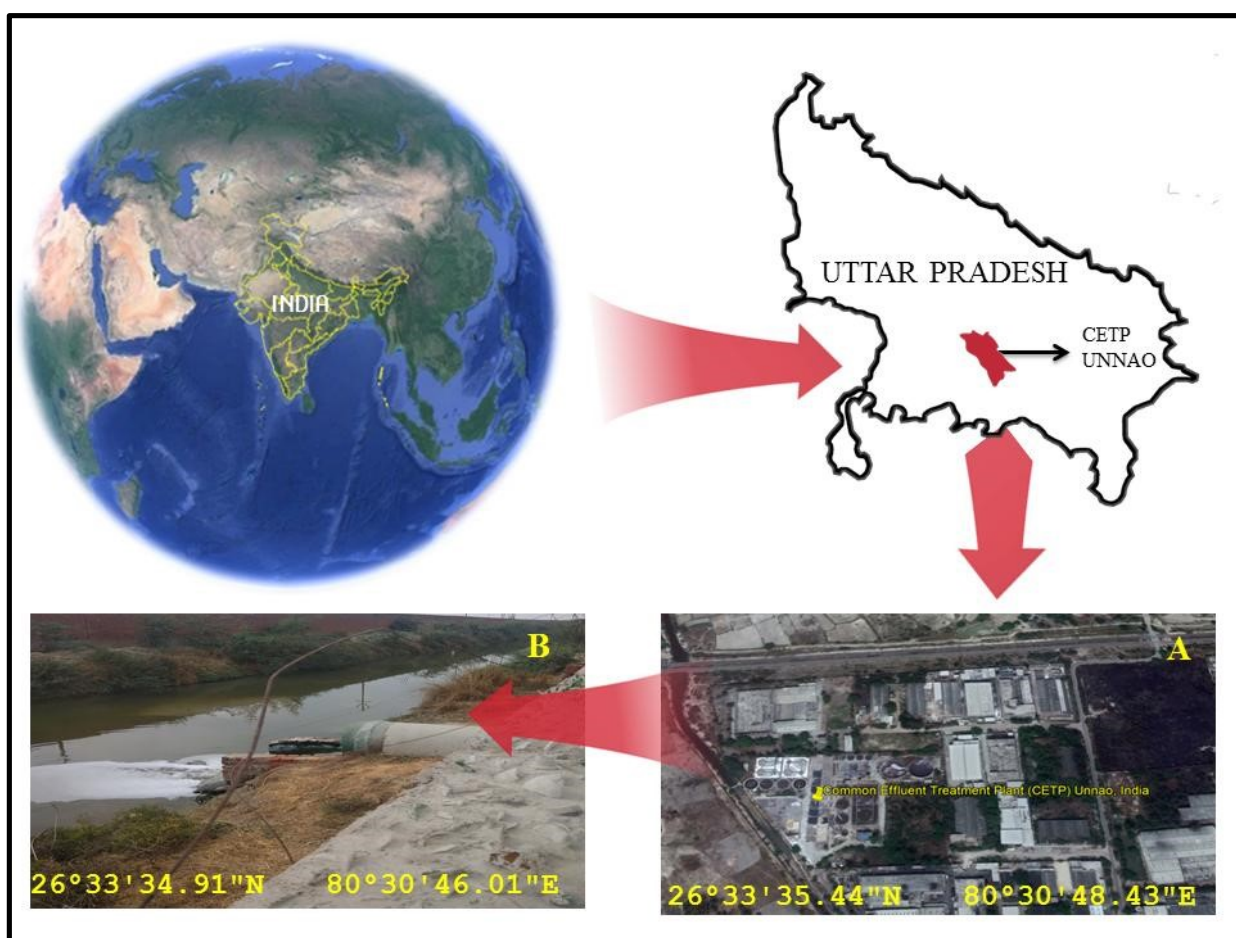 INDIA
UTTAR PRADESH
CETP
UNNAO
B
26°33'34.91"N 80°30'46.01"E
A
Common Effluent Treatment Plant (CETP) Unnao, India
26°33'35.44"N 80°30'48.43"E